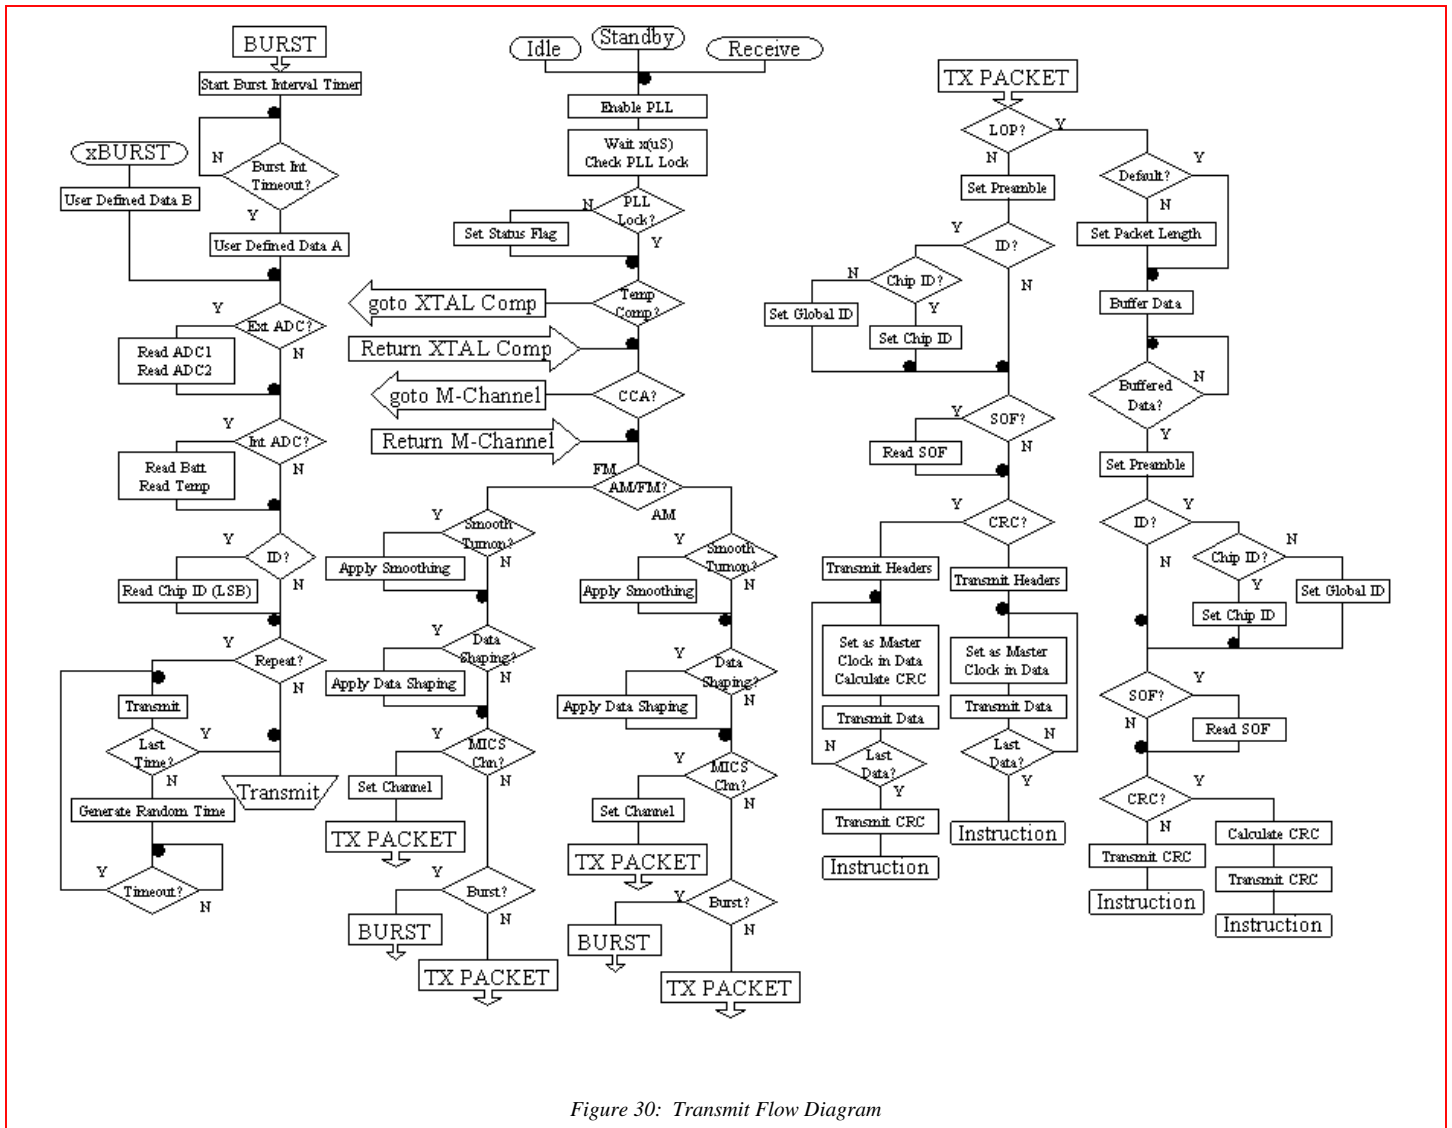 BURST
Start Burst Interval Timer
N
Burst Int
Timeout?
Y
xBURST
User Defined Data B
User Defined Data A
Y
Ext ADC?
N
Read ADC1
Read ADC2
Y
Int ADC?
N
Read Batt
Read Temp
Y
ID?
N
Read Chip ID (LSB)
Y
Repeat?
N
Transmit
Y
Last
Time?
N
Transmit
Generate Random Time
Y
Timeout?
N
Idle
Standby
Receive
Enable PLL
Wait x(uS)
Check PLL Lock
N
PLL
Lock?
Y
Set Status Flag
Temp
Comp?
goto XTAL Comp
Return XTAL Comp
CCA?
goto M-Channel
Return M-Channel
FM
AM/FM?
AM
Y
Smooth
Turnon?
N
Apply Smoothing
Y
Data
Shaping?
N
Apply Data Shaping
Y
MICS
Chn?
N
Set Channel
TX PACKET
Y
Burst?
N
BURST
TX PACKET
Y
Smooth
Turnon?
N
Apply Smoothing
Y
Data
Shaping?
N
Apply Data Shaping
Y
MICS
Chn?
N
Set Channel
TX PACKET
Y
Burst?
N
BURST
TX PACKET
TX PACKET
LOP?
Y
N
Set Preamble
Y
ID?
N
N
Chip ID?
Y
Set Global ID
Set Chip ID
Y
SOF?
N
Read SOF
Y
CRC?
N
Transmit Headers
Set as Master
Clock in Data
Calculate CRC
Transmit Data
N
Last
Data?
Y
Transmit CRC
Instruction
Transmit Headers
Set as Master
Clock in Data
Transmit Data
N
Last
Data?
Y
Instruction
Default?
Y
N
Set Packet Length
Buffer Data
Buffered
Data?
N
Y
Set Preamble
ID?
Y
N
Chip ID?
N
Y
Set Global ID
Set Chip ID
SOF?
Y
N
Read SOF
CRC?
Y
N
Transmit CRC
Instruction
Calculate CRC
Transmit CRC
Instruction
Figure 30: Transmit Flow Diagram